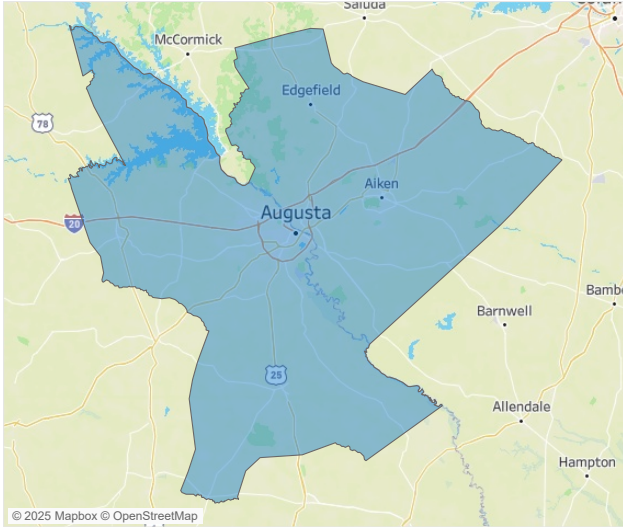 Saluda
McCormick
Edgefield
78
Aiken
Augusta
20
Bamb
Barnwell
25
Allendale
Hampton
© 2025 Mapbox © OpenStreetMap